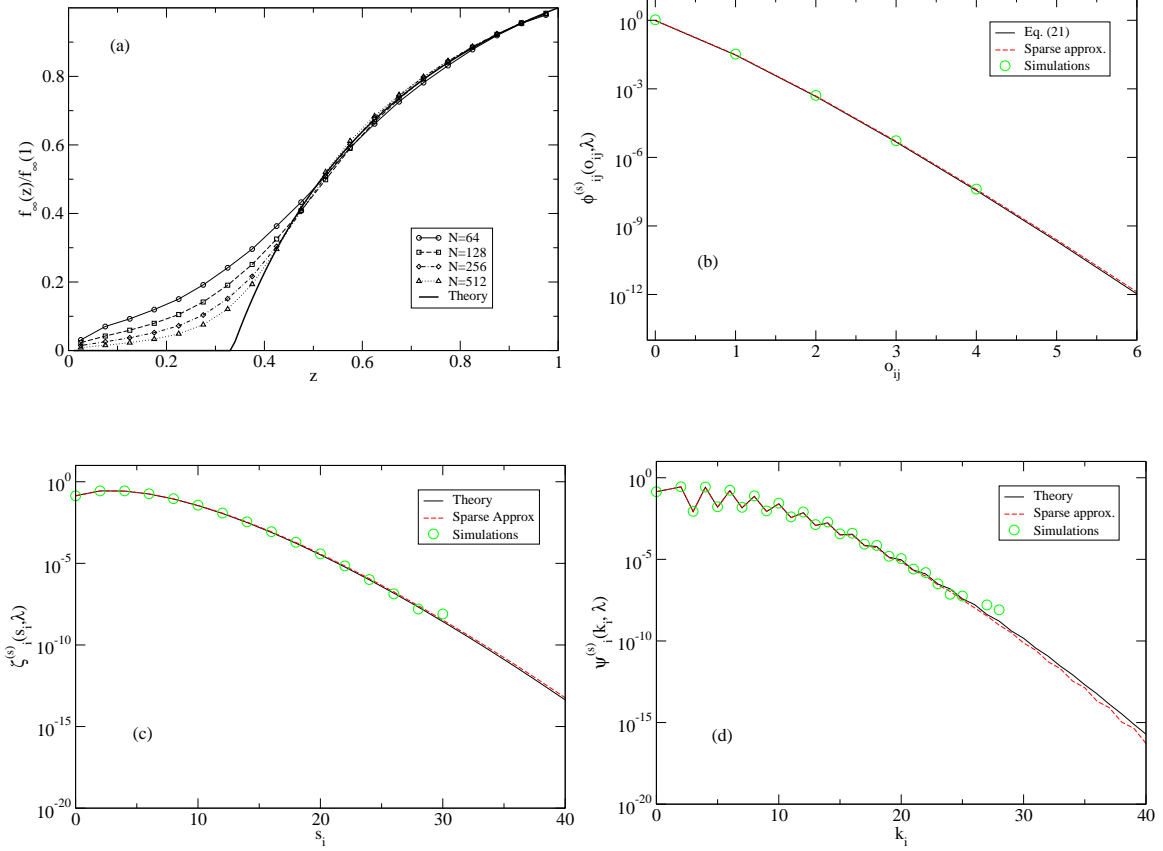 (a)
f∞(z)/f∞(1)
0.8
0.6
0.4
0.2
0
0 0.2 0.4 0.6 0.8 1
z
N=64
N=128
N=256
N=512
Theory
(b)
ϕ^(s)_ij(o_ij,λ)
10^0
10^-3
10^-6
10^-9
10^-12
0 1 2 3 4 5 6
o_ij
Eq. (21)
Sparse approx.
Simulations
(c)
ζ^(s)_i(s_i,λ)
10^0
10^-5
10^-10
10^-15
10^-20
0 10 20 30 40
s_i
Theory
Sparse Approx
Simulations
(d)
ψ^(s)_i(k_i, λ)
10^0
10^-5
10^-10
10^-15
10^-20
0 10 20 30 40
k_i
Theory
Sparse approx.
Simulations